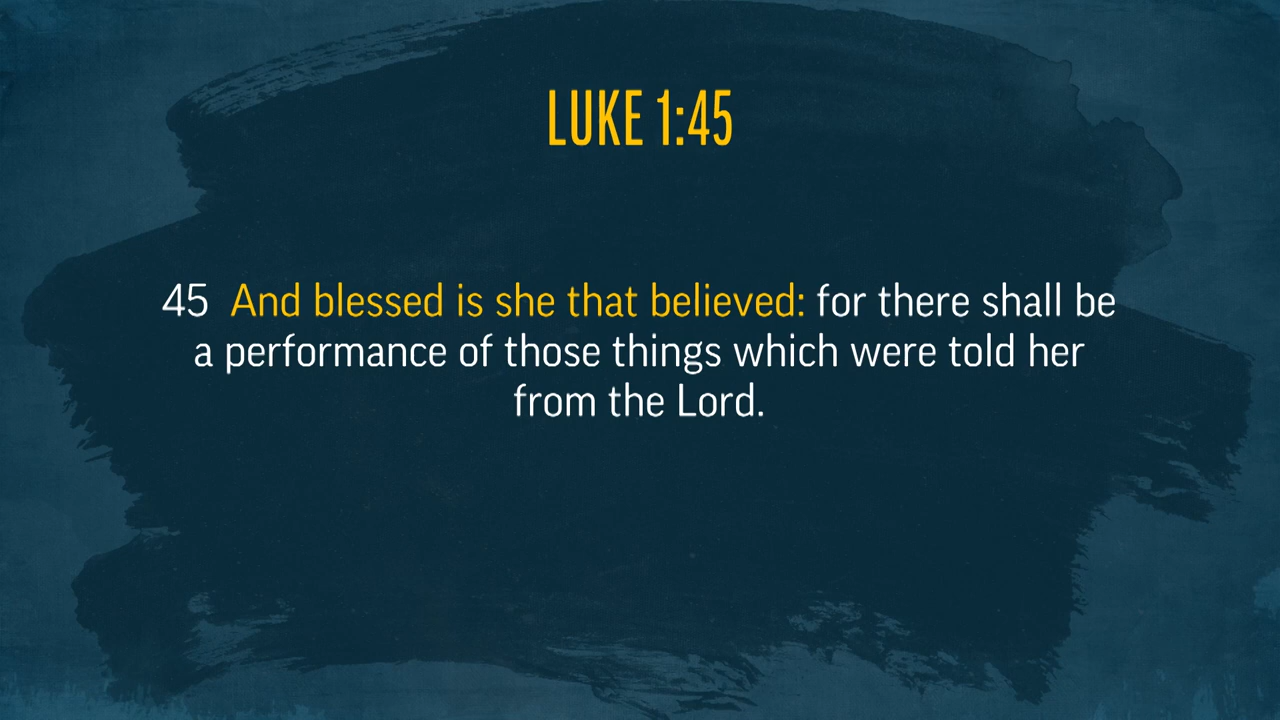 LUKE 1:45
45 And blessed is she that believed: for there shall be
a performance of those things which were told her
from the Lord.